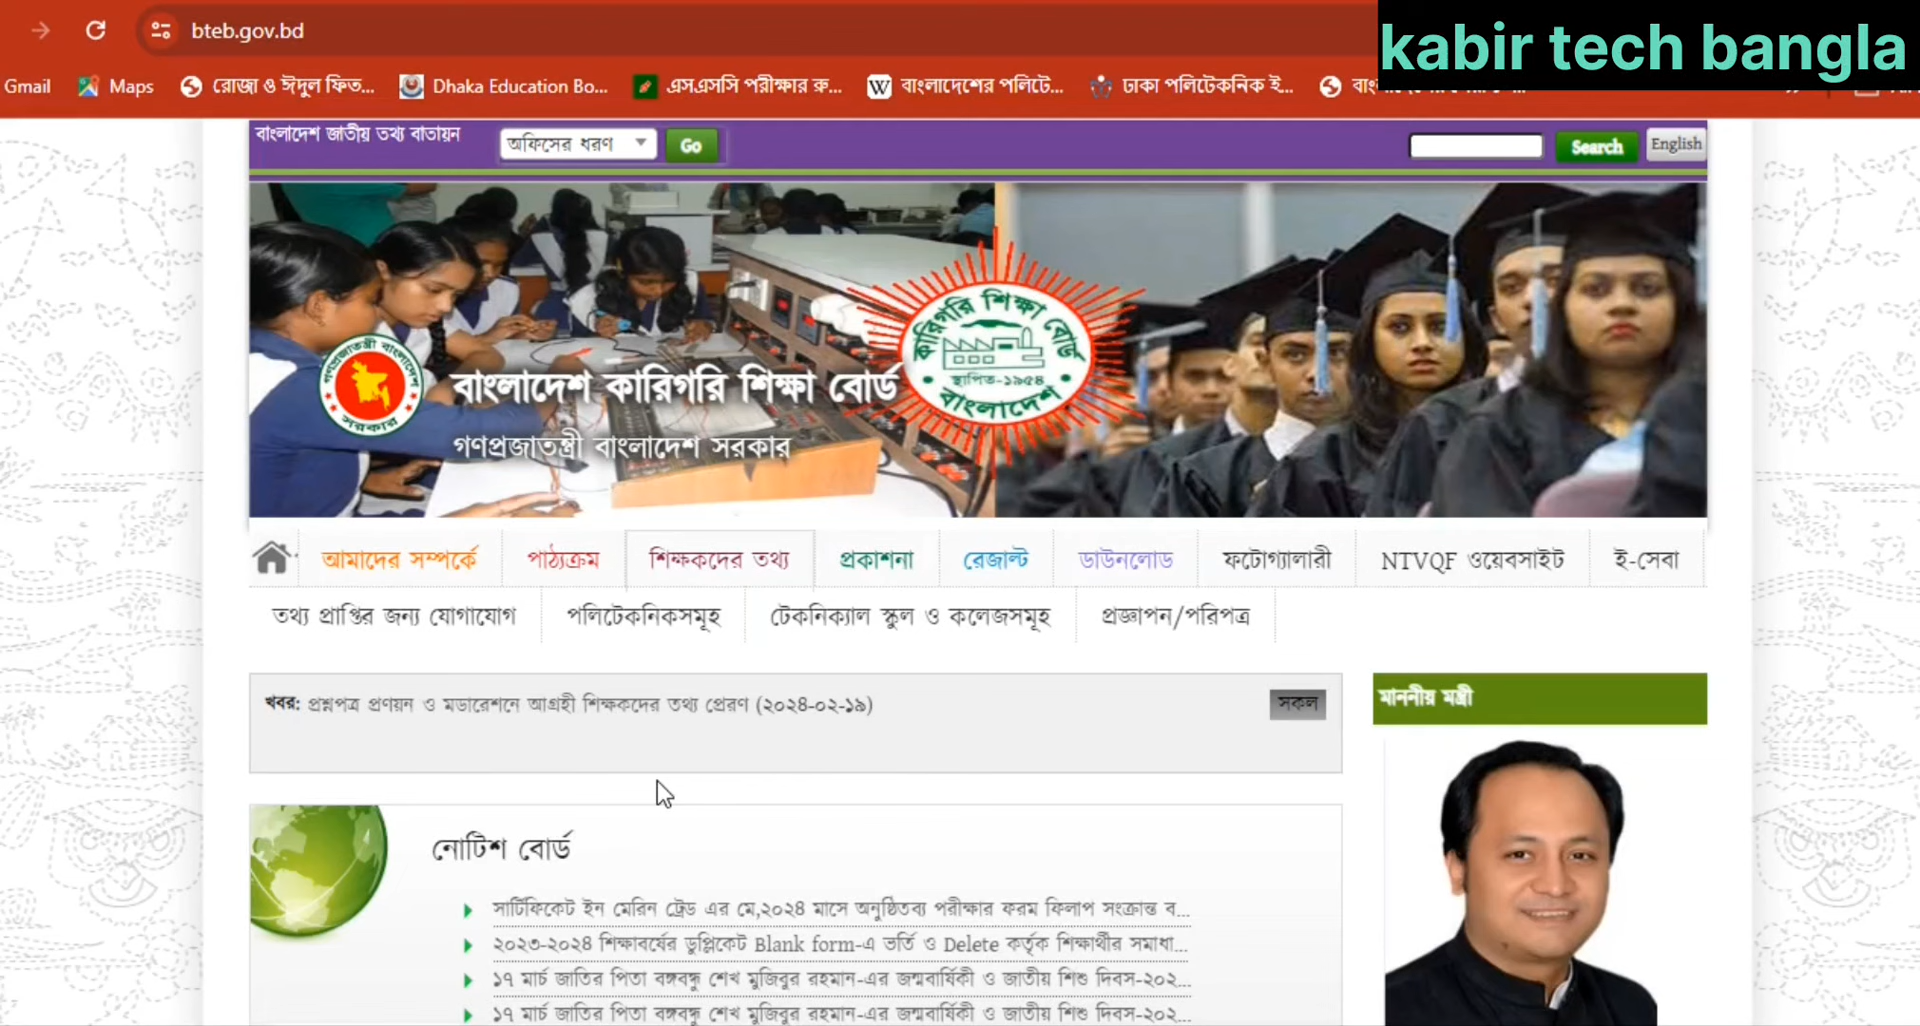 bteb.gov.bd
kabir tech bangla
Gmail
Maps
রোজা ও ঈদুল ফিত...
Dhaka Education Bo...
এসএসসি পরীক্ষার রু...
বাংলাদেশের পলিটে...
ঢাকা পলিটেকনিক ই...
বাংলাদেশ জাতীয় তথ্য বাতায়ন
অফিসের ধরণ
Go
Search
English
কারিগরি শিক্ষা বোর্ড
স্থাপিত-১৯৫৪
বাংলাদেশ
গণপ্রজাতন্ত্রী বাংলাদেশ
সরকার
বাংলাদেশ কারিগরি শিক্ষা বোর্ড
গণপ্রজাতন্ত্রী বাংলাদেশ সরকার
আমাদের সম্পর্কে
পাঠ্যক্রম
শিক্ষকদের তথ্য
প্রকাশনা
রেজাল্ট
ডাউনলোড
ফটোগ্যালারী
NTVQF ওয়েবসাইট
ই-সেবা
তথ্য প্রাপ্তির জন্য যোগাযোগ
পলিটেকনিকসমূহ
টেকনিক্যাল স্কুল ও কলেজসমূহ
প্রজ্ঞাপন/পরিপত্র
খবর: প্রশ্নপত্র প্রণয়ন ও মডারেশনে আগ্রহী শিক্ষকদের তথ্য প্রেরণ (২০২৪-০২-১৯)
সকল
মাননীয় মন্ত্রী
নোটিশ বোর্ড
সার্টিফিকেট ইন মেরিন ট্রেড এর মে,২০২৪ মাসে অনুষ্ঠিতব্য পরীক্ষার ফরম ফিলাপ সংক্রান্ত ব...
২০২৩-২০২৪ শিক্ষাবর্ষের ডুপ্লিকেট Blank form-এ ভর্তি ও Delete কর্তৃক শিক্ষার্থীর সমাধা...
১৭ মার্চ জাতির পিতা বঙ্গবন্ধু শেখ মুজিবুর রহমান-এর জন্মবার্ষিকী ও জাতীয় শিশু দিবস-২০২...
১৭ মার্চ জাতির পিতা বঙ্গবন্ধু শেখ মুজিবুর রহমান-এর জন্মবার্ষিকী ও জাতীয় শিশু দিবস-২০২...